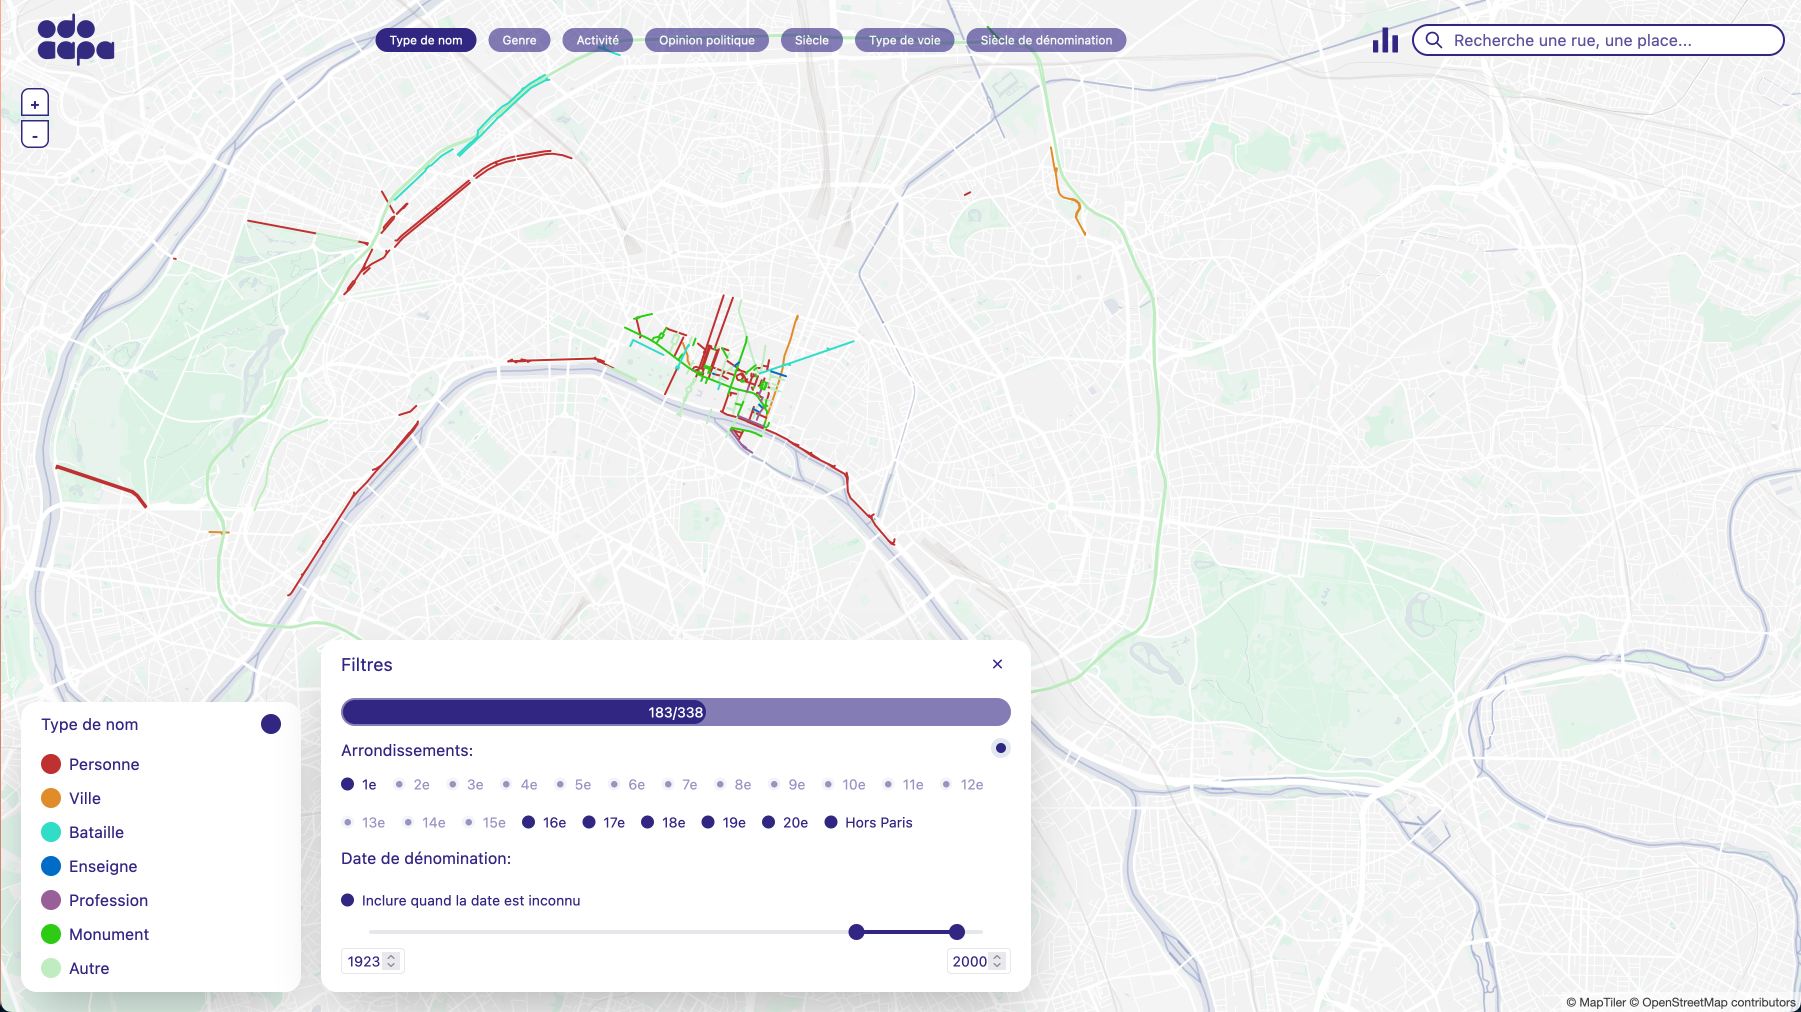 odo
aapa
Type de nom
Genre
Activité
Opinion politique
Siècle
Type de voie
Siècle de dénomination
Recherche une rue, une place...
+
-
Filtres
×
183/338
Arrondissements:
1e 2e 3e 4e 5e 6e 7e 8e 9e 10e 11e 12e
13e 14e 15e 16e 17e 18e 19e 20e Hors Paris
Date de dénomination:
Inclure quand la date est inconnu
1923
2000
Type de nom
Personne
Ville
Bataille
Enseigne
Profession
Monument
Autre
© MapTiler © OpenStreetMap contributors